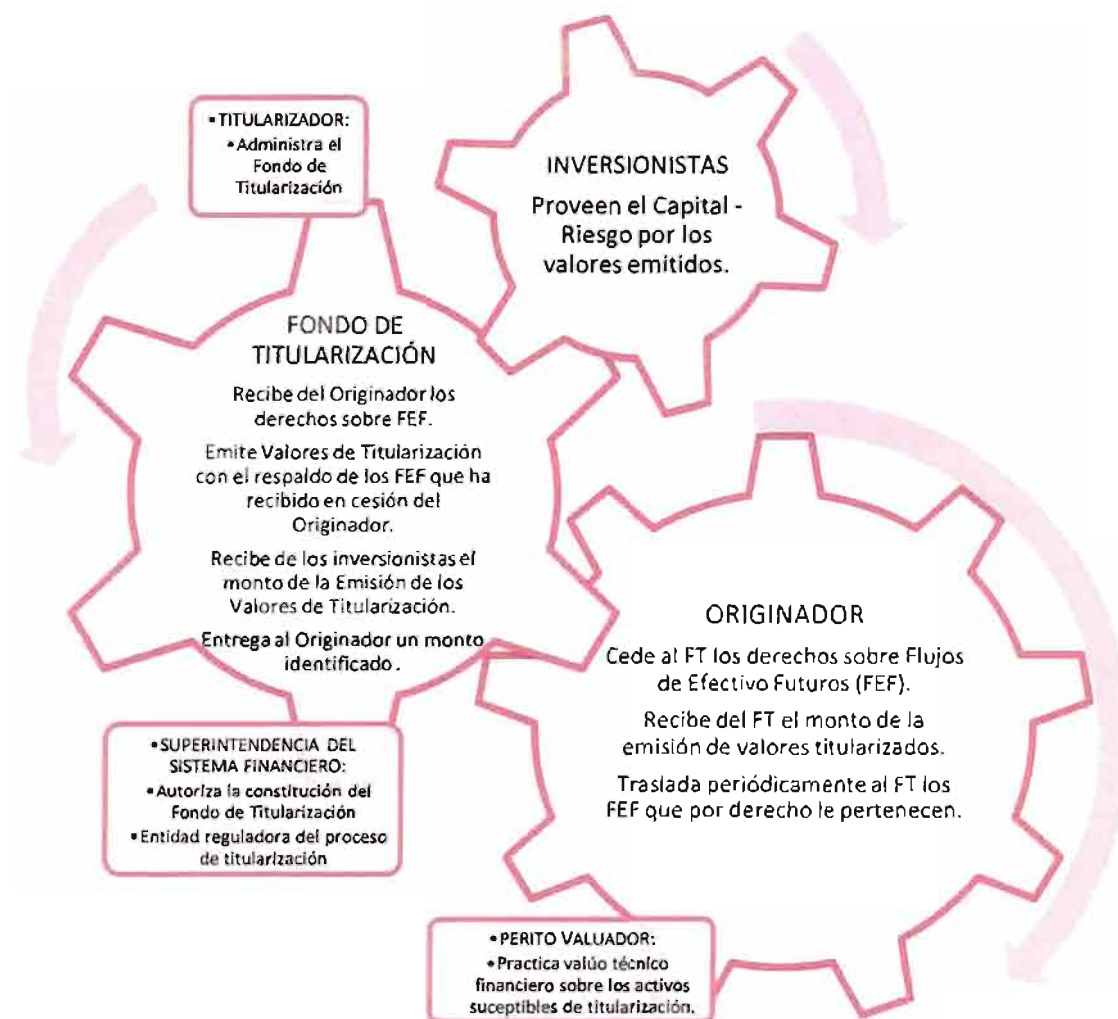 • TITULARIZADOR:
• Administra el
Fondo de
Titularización
INVERSIONISTAS
Proveen el Capital -
Riesgo por los
valores emitidos.
FONDO DE
TITULARIZACIÓN
Recibe del Originador los
derechos sobre FEF.
Emite Valores de Titularización
con el respaldo de los FEF que ha
recibido en cesión del
Originador.
Recibe de los inversionistas el
monto de la Emisión de los
Valores de Titularización.
Entrega al Originador un monto
identificado.
• SUPERINTENDENCIA DEL
SISTEMA FINANCIERO:
• Autoriza la constitución del
Fondo de Titularización
• Entidad reguladora del proceso
de titularización
ORIGINADOR
Cede al FT los derechos sobre Flujos
de Efectivo Futuros (FEF).
Recibe del FT el monto de la
emisión de valores titularizados.
Traslada periódicamente al FT los
FEF que por derecho le pertenecen.
• PERITO VALUADOR:
• Practica valúo técnico
financiero sobre los activos
suceptibles de titularización.